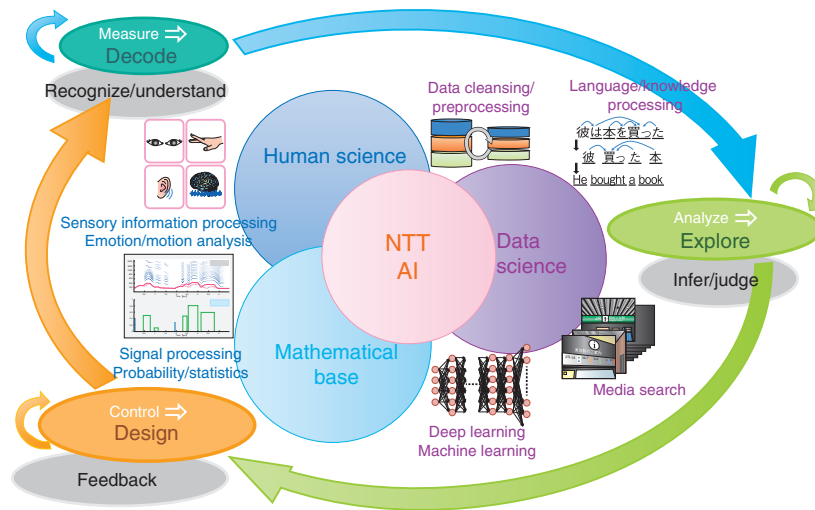 Measure ⇨
Decode
Recognize/understand
Human science
Data cleansing/
preprocessing
Language/knowledge
processing
彼は本を買った
彼 買った 本
He bought a book
Sensory information processing
Emotion/motion analysis
NTT
AI
Data
science
Analyze ⇨
Explore
Infer/judge
Signal processing
Probability/statistics
Mathematical
base
Media search
Deep learning
Machine learning
Control ⇨
Design
Feedback